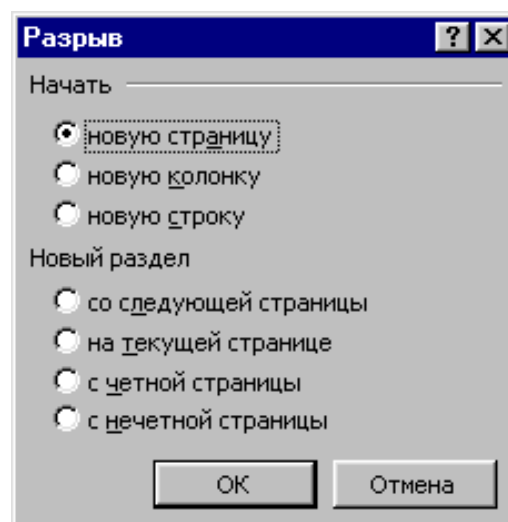 Разрыв
Начать
новую страницу
новую колонку
новую строку
Новый раздел
со следующей страницы
на текущей странице
с четной страницы
с нечетной страницы
ОК Отмена